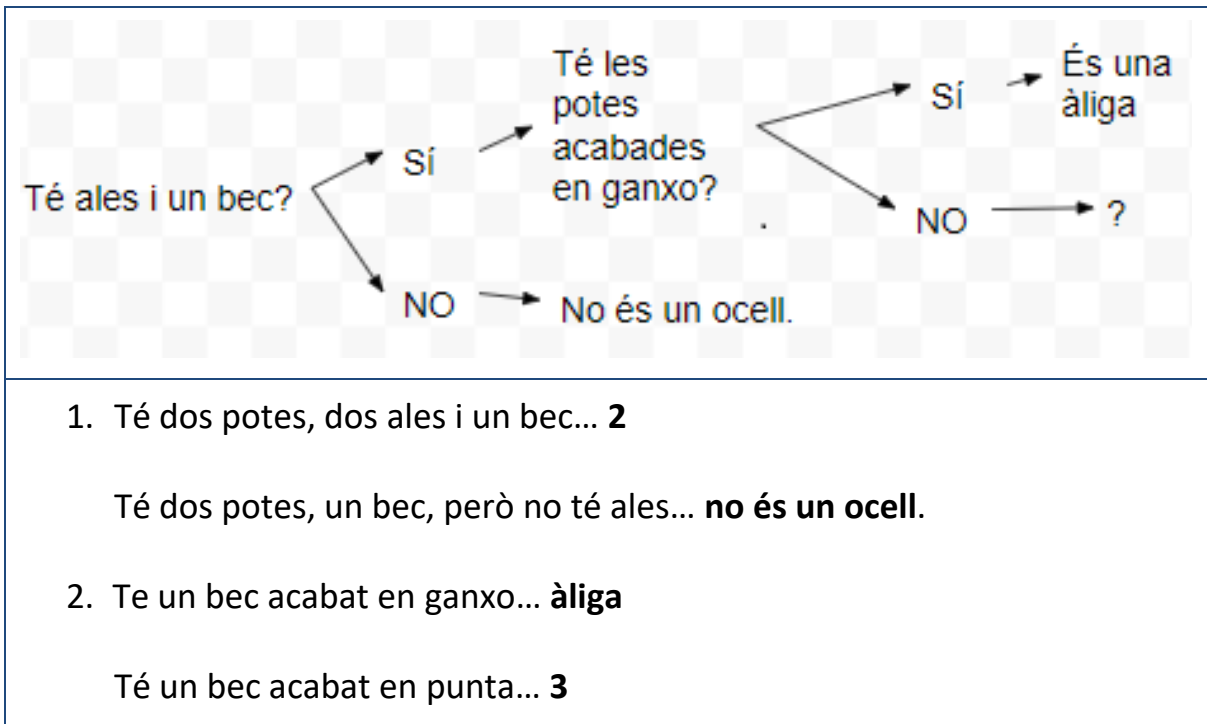 Té ales i un bec?
Sí
NO
No és un ocell.
Té les
potes
acabades
en ganxo?
Sí
És una
àliga
NO
?
1. Té dos potes, dos ales i un bec… 2
Té dos potes, un bec, però no té ales… no és un ocell.
2. Te un bec acabat en ganxo… àliga
Té un bec acabat en punta… 3